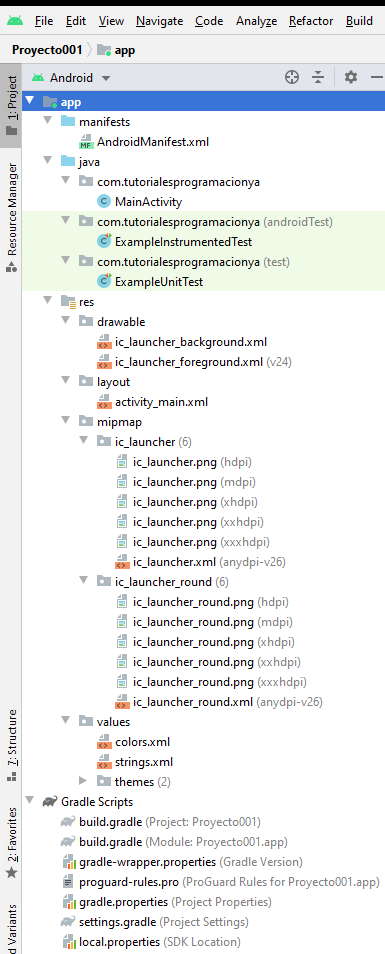 File Edit View Navigate Code Analyze Refactor Build
Proyecto001 app
Android
1: Project
Resource Manager
app
manifests
AndroidManifest.xml
java
com.tutorialesprogramacionya
MainActivity
com.tutorialesprogramacionya (androidTest)
ExampleInstrumentedTest
com.tutorialesprogramacionya (test)
ExampleUnitTest
res
drawable
ic_launcher_background.xml
ic_launcher_foreground.xml (v24)
layout
activity_main.xml
mipmap
ic_launcher (6)
ic_launcher.png (hdpi)
ic_launcher.png (mdpi)
ic_launcher.png (xhdpi)
ic_launcher.png (xxhdpi)
ic_launcher.png (xxxhdpi)
ic_launcher.xml (anydpi-v26)
ic_launcher_round (6)
ic_launcher_round.png (hdpi)
ic_launcher_round.png (mdpi)
ic_launcher_round.png (xhdpi)
ic_launcher_round.png (xxhdpi)
ic_launcher_round.png (xxxhdpi)
ic_launcher_round.xml (anydpi-v26)
values
colors.xml
strings.xml
themes (2)
Z: Structure
2: Favorites
d Variants
Gradle Scripts
build.gradle (Project: Proyecto001)
build.gradle (Module: Proyecto001.app)
gradle-wrapper.properties (Gradle Version)
proguard-rules.pro (ProGuard Rules for Proyecto001.app)
gradle.properties (Project Properties)
settings.gradle (Project Settings)
local.properties (SDK Location)